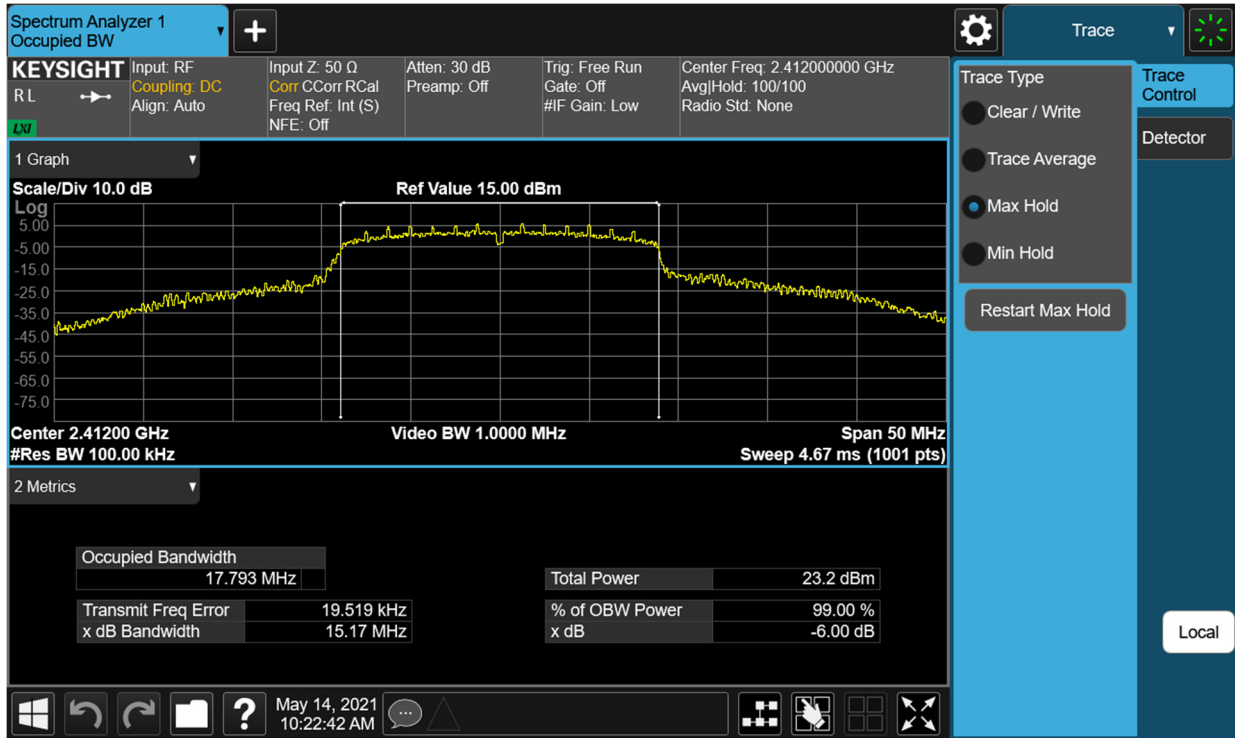 Spectrum Analyzer 1
Occupied BW
Trace
KEYSIGHT
R L
LXI
Input: RF
Coupling: DC
Align: Auto
Input Z: 50 Ω
Corr CCorr RCal
Freq Ref: Int (S)
NFE: Off
Atten: 30 dB
Preamp: Off
Trig: Free Run
Gate: Off
#IF Gain: Low
Center Freq: 2.412000000 GHz
Avg|Hold: 100/100
Radio Std: None
Trace Type
Clear / Write
Trace Average
Max Hold
Min Hold
Restart Max Hold
Trace
Control
Detector
1 Graph
Scale/Div 10.0 dB
Ref Value 15.00 dBm
Log
5.00
-5.00
-15.0
-25.0
-35.0
-45.0
-55.0
-65.0
-75.0
Center 2.41200 GHz
Video BW 1.0000 MHz
Span 50 MHz
#Res BW 100.00 kHz
Sweep 4.67 ms (1001 pts)
2 Metrics
Occupied Bandwidth
17.793 MHz
Total Power 23.2 dBm
Transmit Freq Error 19.519 kHz
% of OBW Power 99.00 %
x dB Bandwidth 15.17 MHz
x dB -6.00 dB
Local
?
May 14, 2021
10:22:42 AM